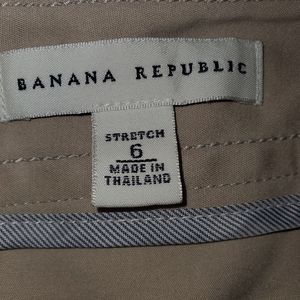 BANANA REPUBLIC
STRETCH
6
MADE IN
THAILAND